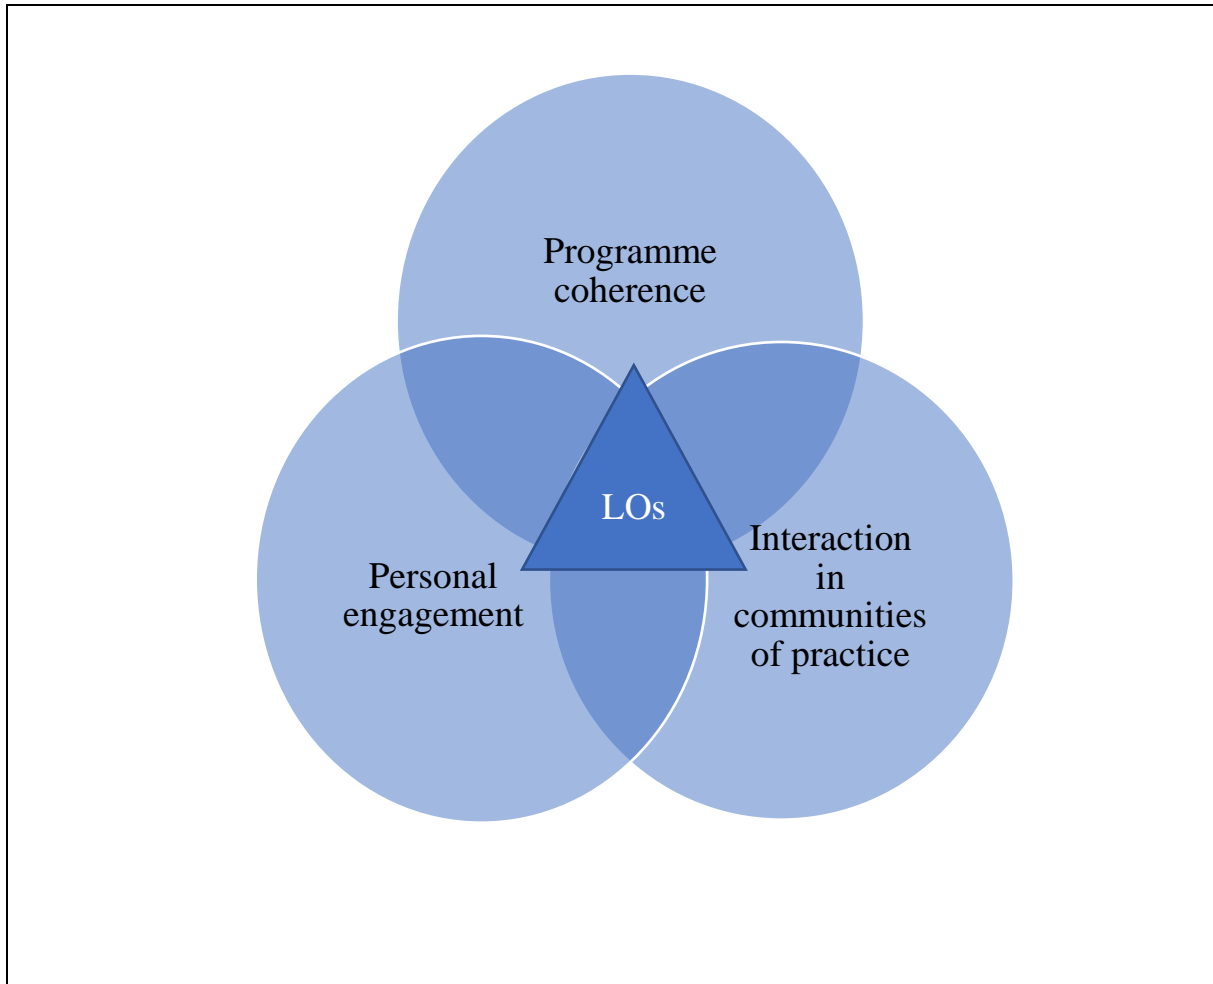 Programme
coherence
LOs
Personal
engagement
Interaction
in
communities
of practice